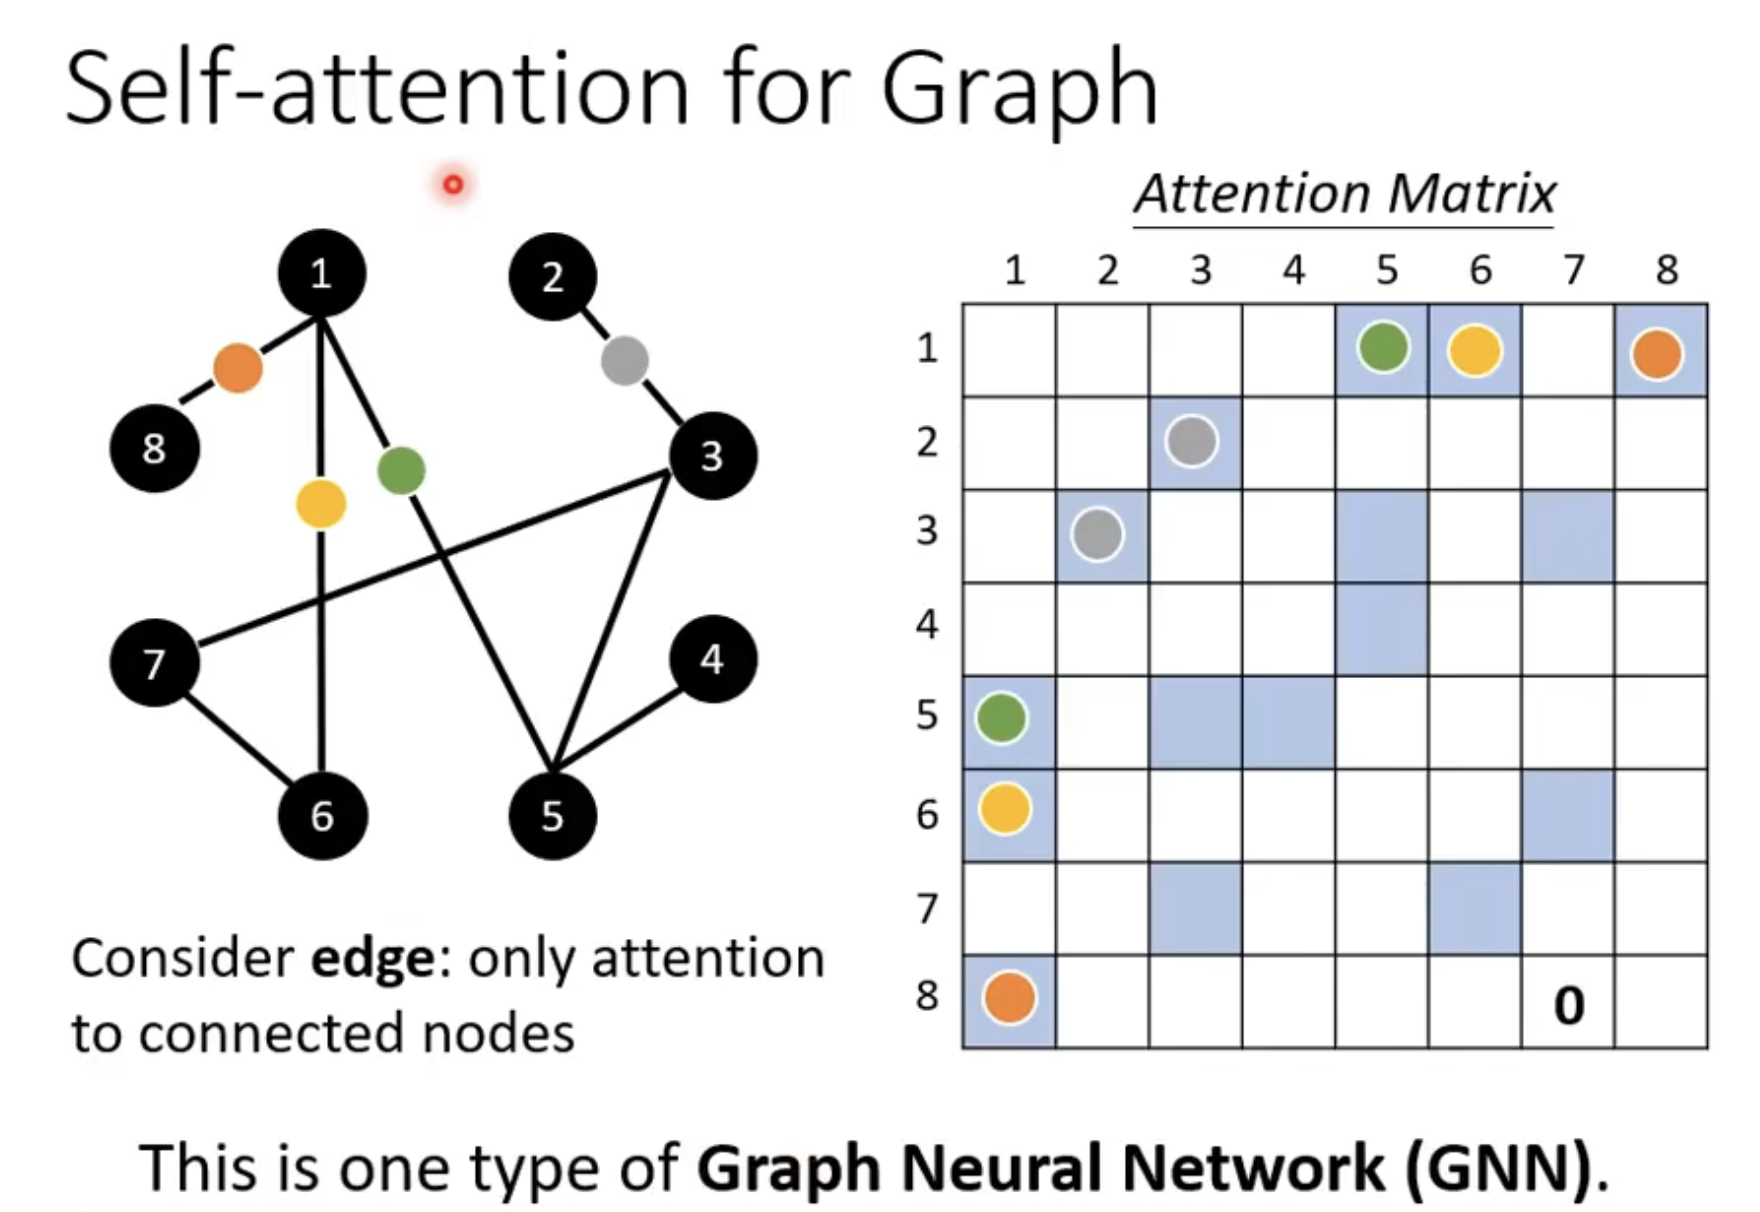 Self-attention for Graph
Attention Matrix
1 2 3 4 5 6 7 8
1
2
3
4
5
6
7
8 0
1
2
8
3
7
4
6
5
Consider edge: only attention
to connected nodes
This is one type of Graph Neural Network (GNN).